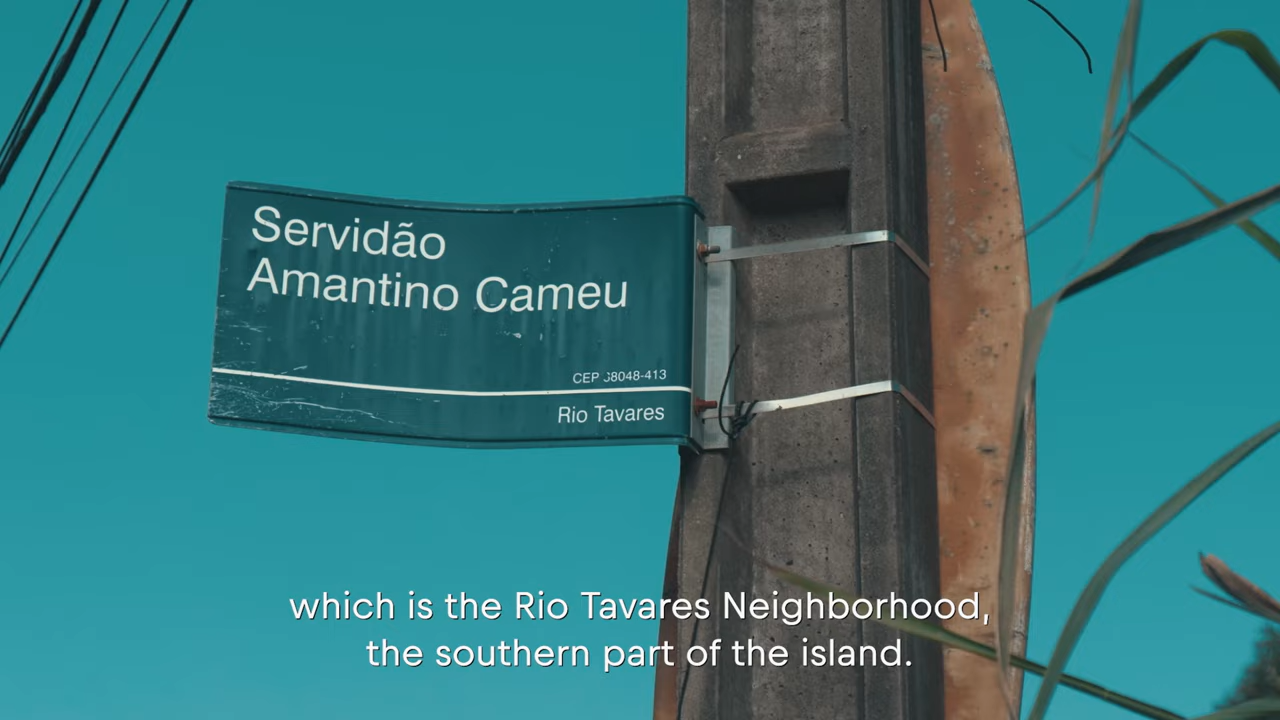 Servidão
Amantino Cameu
CEP 88048-413
Rio Tavares
which is the Rio Tavares Neighborhood,
the southern part of the island.